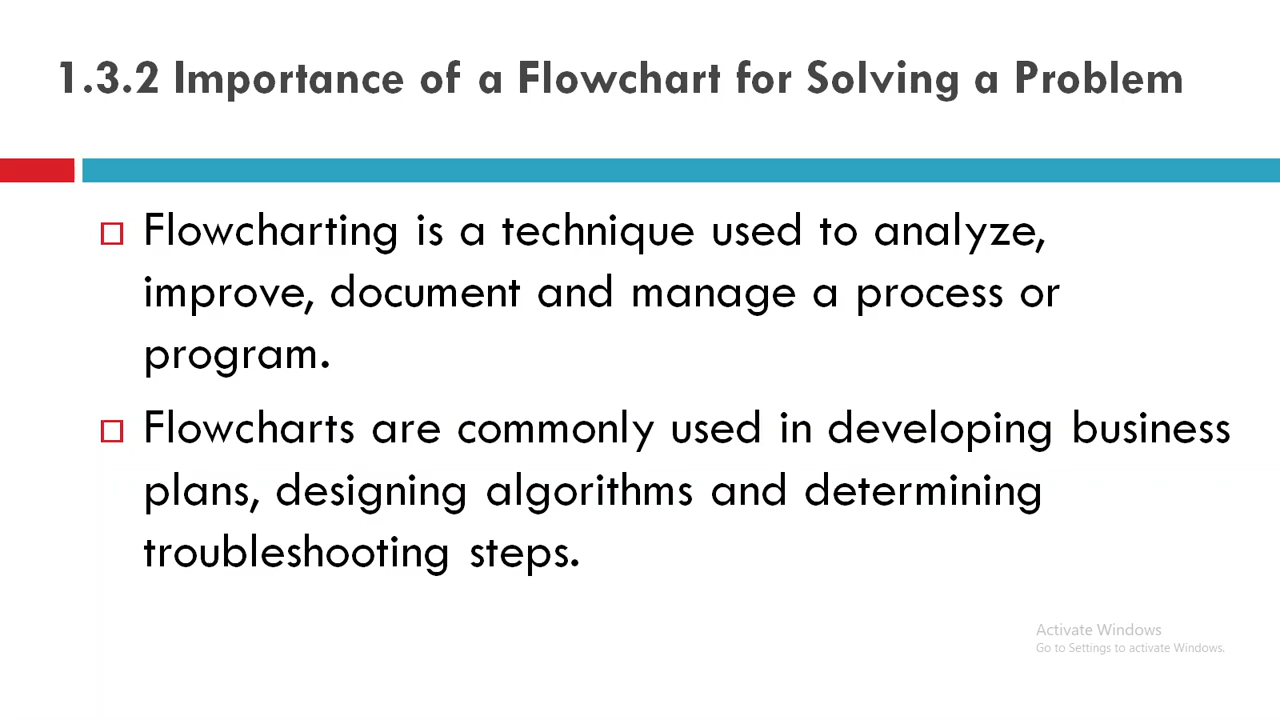 1.3.2 Importance of a Flowchart for Solving a Problem
Flowcharting is a technique used to analyze,
improve, document and manage a process or
program.
Flowcharts are commonly used in developing business
plans, designing algorithms and determining
troubleshooting steps.
Activate Windows
Go to Settings to activate Windows.